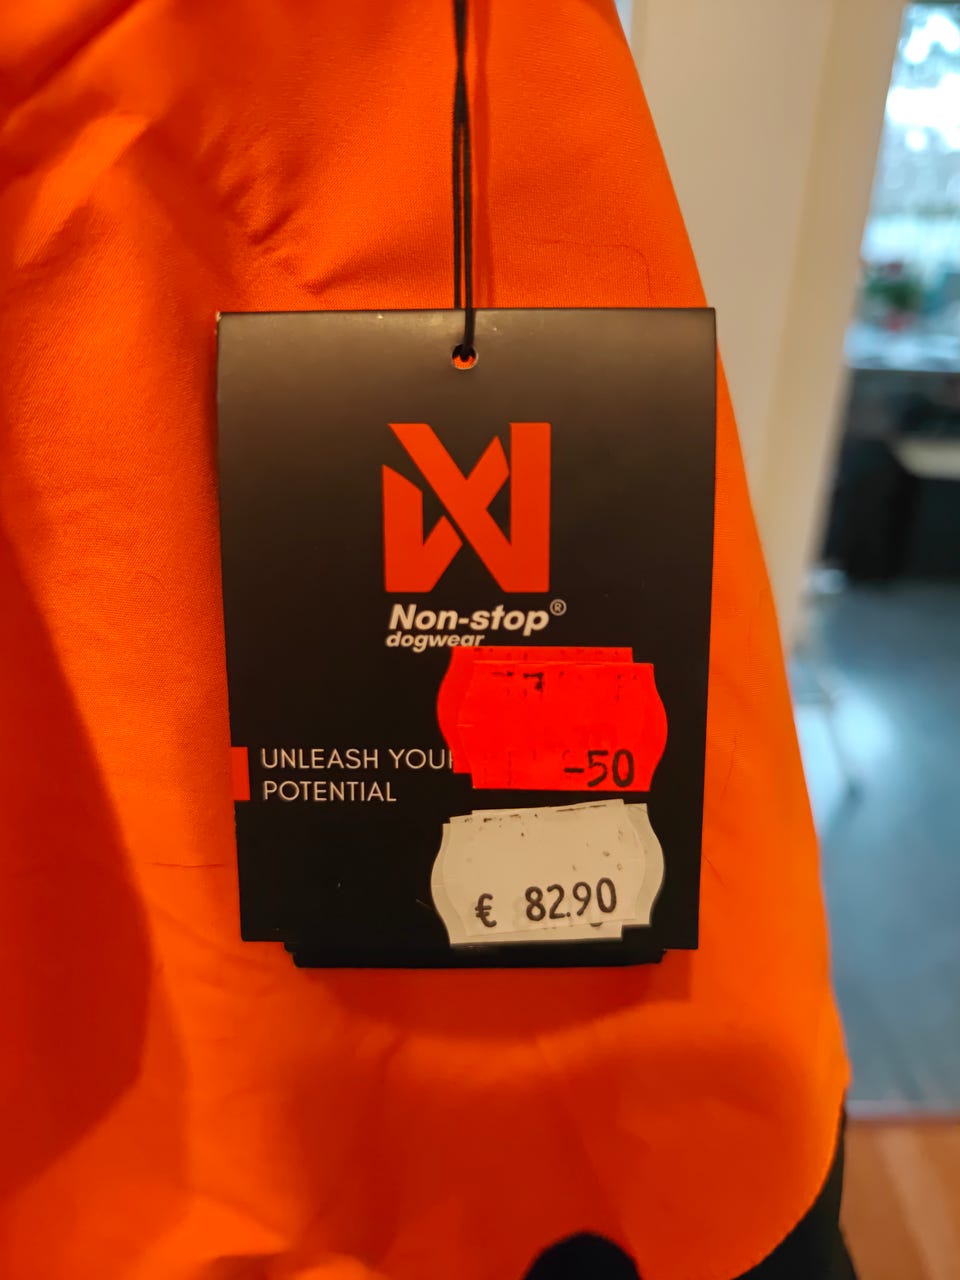 Non-stop®
dogwear
UNLEASH YOUR
POTENTIAL
-50
€ 82.90